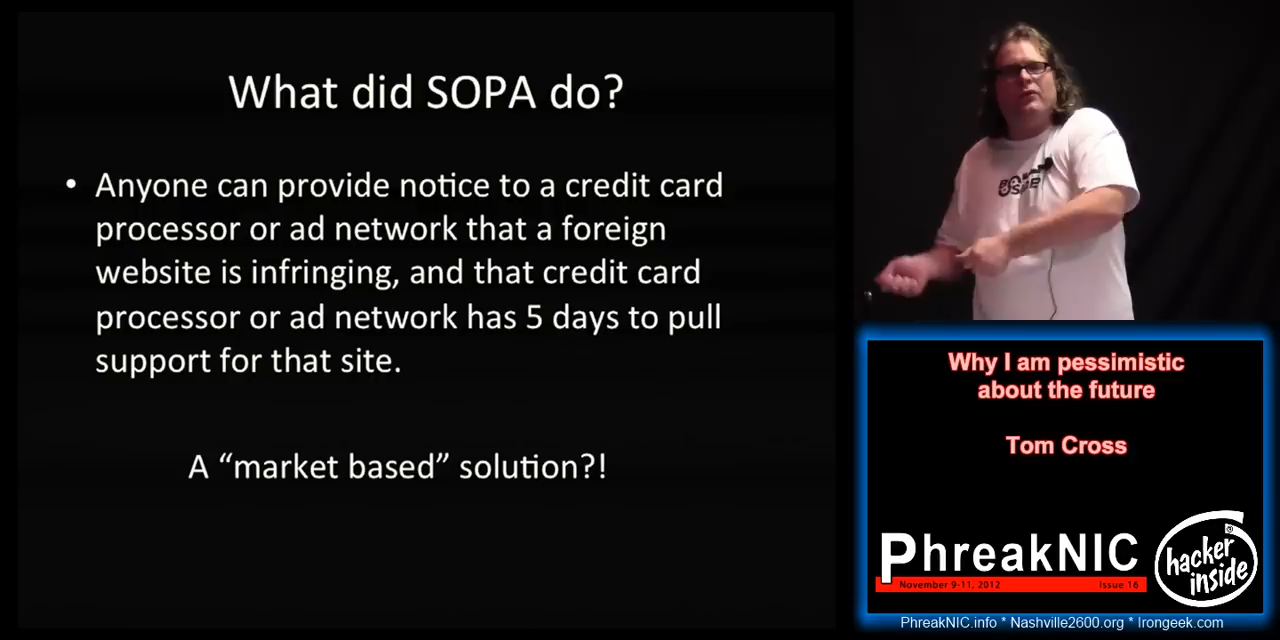 What did SOPA do?
• Anyone can provide notice to a credit card
processor or ad network that a foreign
website is infringing, and that credit card
processor or ad network has 5 days to pull
support for that site.
A “market based” solution?!
Why I am pessimistic
about the future
Tom Cross
PhreakNIC
November 9-11, 2012 Issue 16
hacker
inside
PhreakNIC.info * Nashville2600.org * Irongeek.com